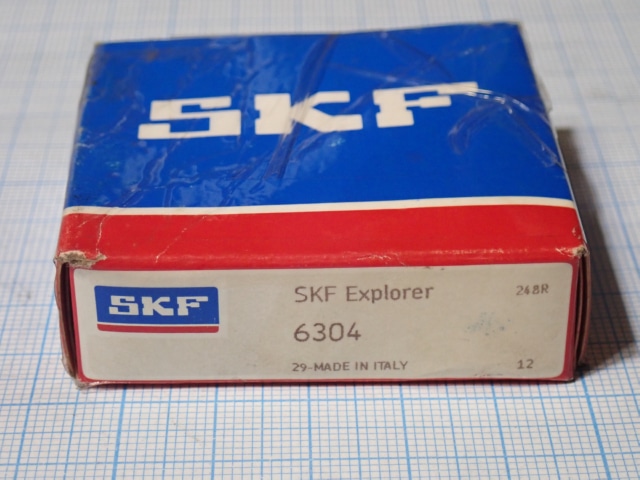 SKF
SKF
SKF Explorer
248R
6304
29-MADE IN ITALY
12